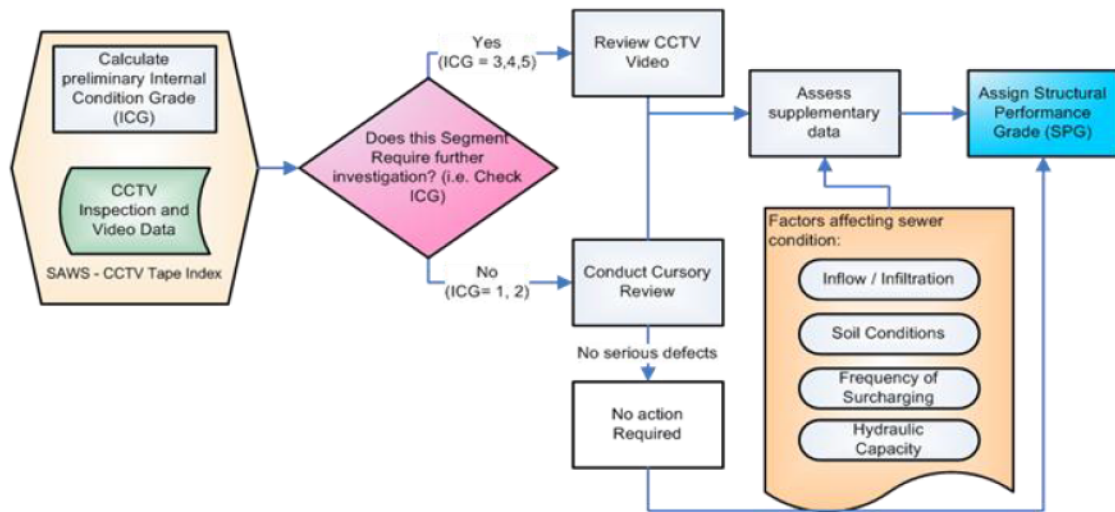 Calculate
preliminary Internal
Condition Grade
(ICG)
CCTV
Inspection and
Video Data
SAWS - CCTV Tape Index
Does this Segment
Require further
investigation? (i.e. Check
ICG)
Yes
(ICG = 3,4,5)
No
(ICG= 1, 2)
Review CCTV
Video
Conduct Cursory
Review
No serious defects
No action
Required
Assess
supplementary
data
Assign Structural
Performance
Grade (SPG)
Factors affecting sewer
condition:
Inflow / Infiltration
Soil Conditions
Frequency of
Surcharging
Hydraulic
Capacity